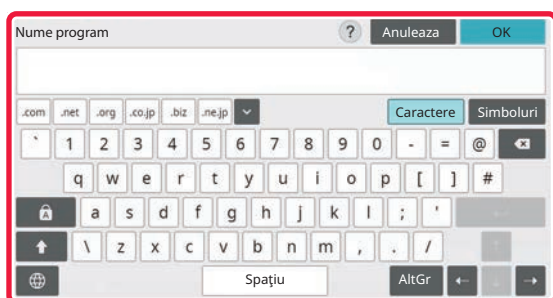 Nume program ? Anuleaza OK
.com .net .org .co.jp .biz .ne.jp Caractere Simboluri
` 1 2 3 4 5 6 7 8 9 0 - = @
q w e r t y u i o p [ ] #
A a s d f g h j k l ; '
\ z x c v b n m , . /
Spațiu AltGr ← ↓ →